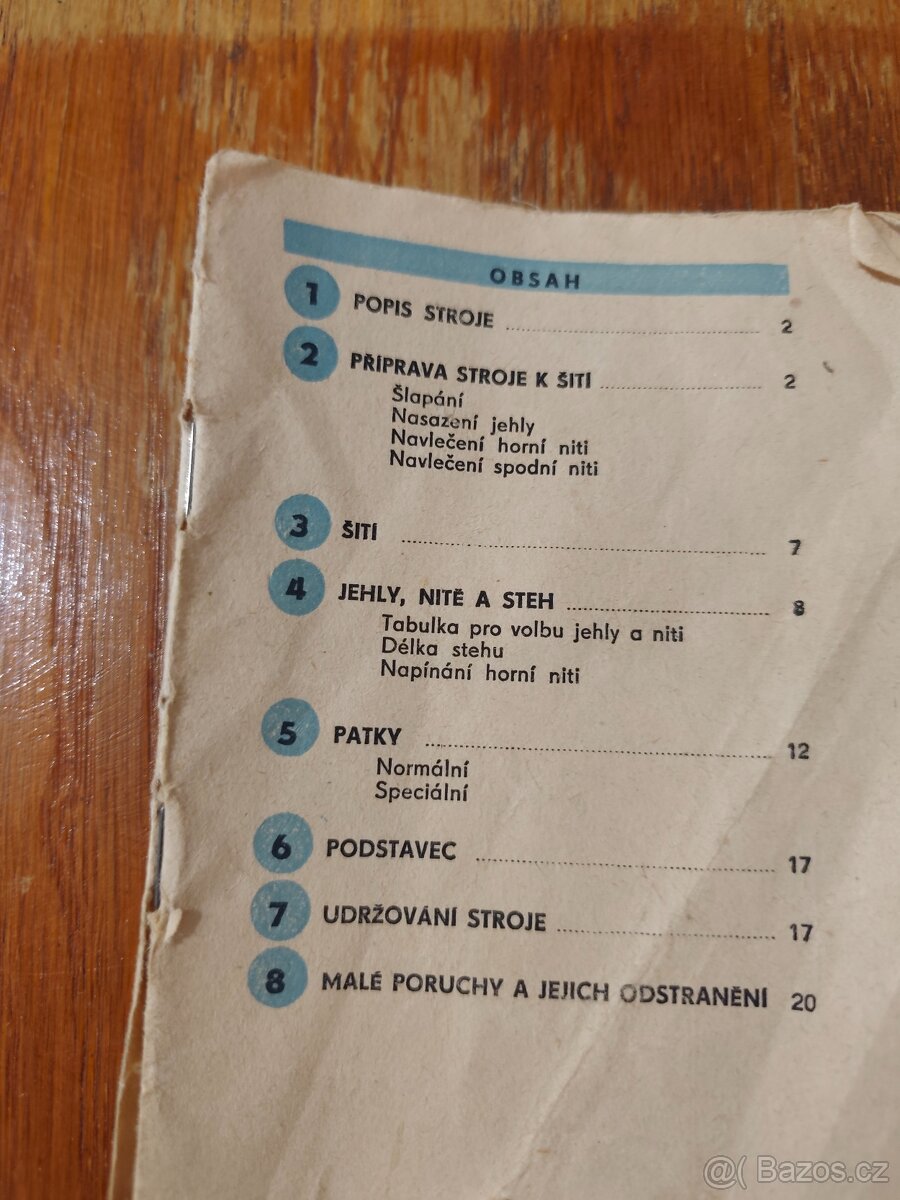 OBSAH
1 POPIS STROJE 2
2 PŘÍPRAVA STROJE K ŠITÍ 2
Šlapání
Nasazení jehly
Navlečení horní niti
Navlečení spodní niti
3 ŠITÍ 7
4 JEHLY, NITĚ A STEH 8
Tabulka pro volbu jehly a niti
Délka stehu
Napínání horní niti
5 PATKY 12
Normální
Speciální
6 PODSTAVEC 17
7 UDRŽOVÁNÍ STROJE 17
8 MALÉ PORUCHY A JEJICH ODSTRANĚNÍ 20
@( Bazos.cz